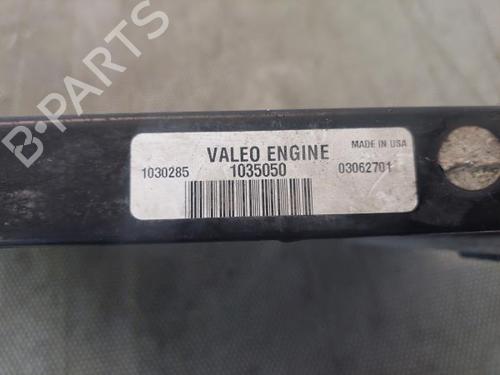 B-PARTS
VALEO ENGINE MADE IN USA
1030285 1035050 03062701